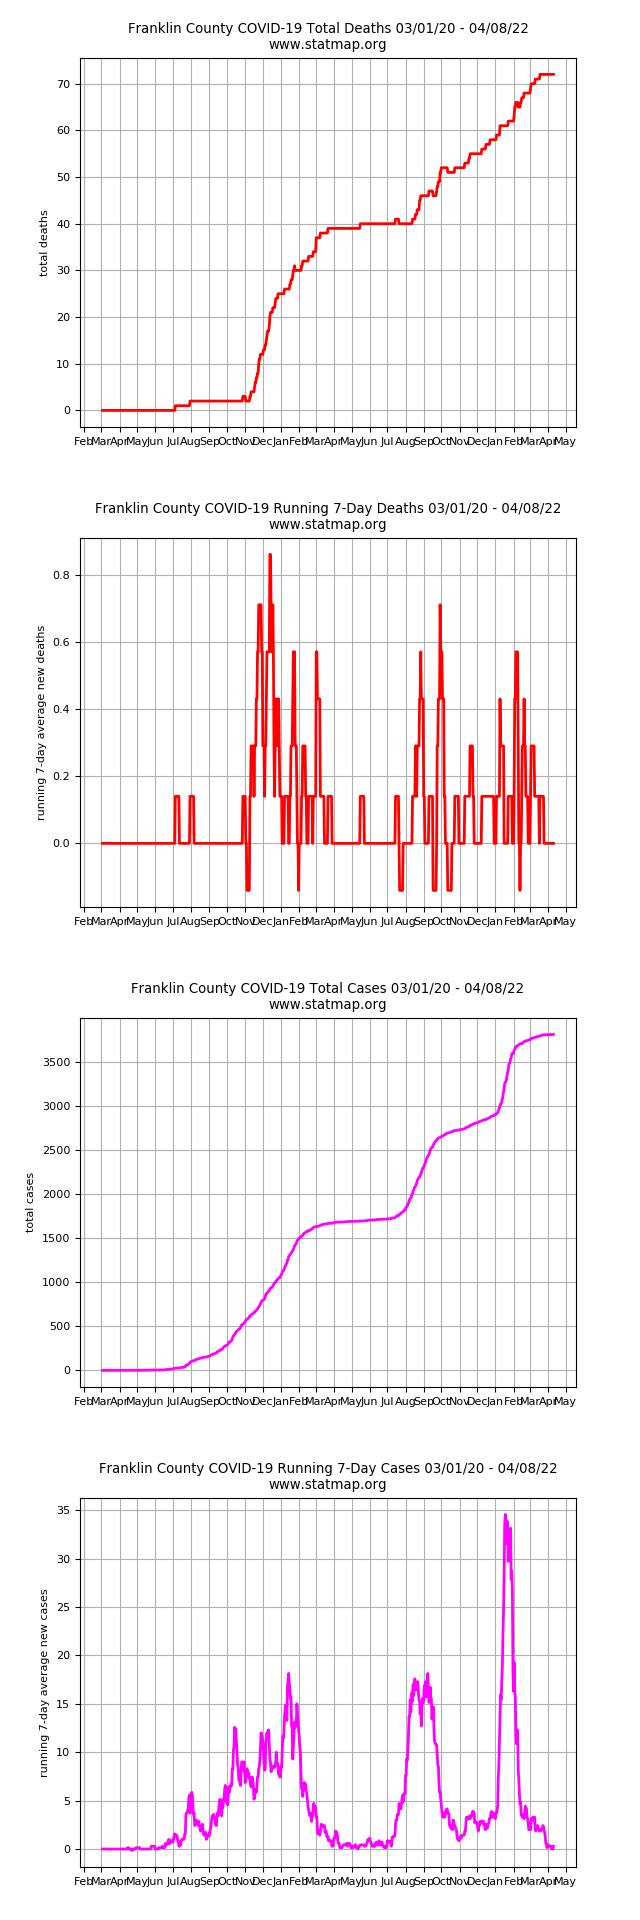 Franklin County COVID-19 Total Deaths 03/01/20 - 04/08/22
www.statmap.org
total deaths
70
60
50
40
30
20
10
0
Feb Mar Apr May Jun Jul Aug Sep Oct Nov Dec Jan Feb Mar Apr May Jun Jul Aug Sep Oct Nov Dec Jan Feb Mar Apr May
Franklin County COVID-19 Running 7-Day Deaths 03/01/20 - 04/08/22
www.statmap.org
running 7-day average new deaths
0.8
0.6
0.4
0.2
0.0
Feb Mar Apr May Jun Jul Aug Sep Oct Nov Dec Jan Feb Mar Apr May Jun Jul Aug Sep Oct Nov Dec Jan Feb Mar Apr May
Franklin County COVID-19 Total Cases 03/01/20 - 04/08/22
www.statmap.org
total cases
3500
3000
2500
2000
1500
1000
500
0
Feb Mar Apr May Jun Jul Aug Sep Oct Nov Dec Jan Feb Mar Apr May Jun Jul Aug Sep Oct Nov Dec Jan Feb Mar Apr May
Franklin County COVID-19 Running 7-Day Cases 03/01/20 - 04/08/22
www.statmap.org
running 7-day average new cases
35
30
25
20
15
10
5
0
Feb Mar Apr May Jun Jul Aug Sep Oct Nov Dec Jan Feb Mar Apr May Jun Jul Aug Sep Oct Nov Dec Jan Feb Mar Apr May